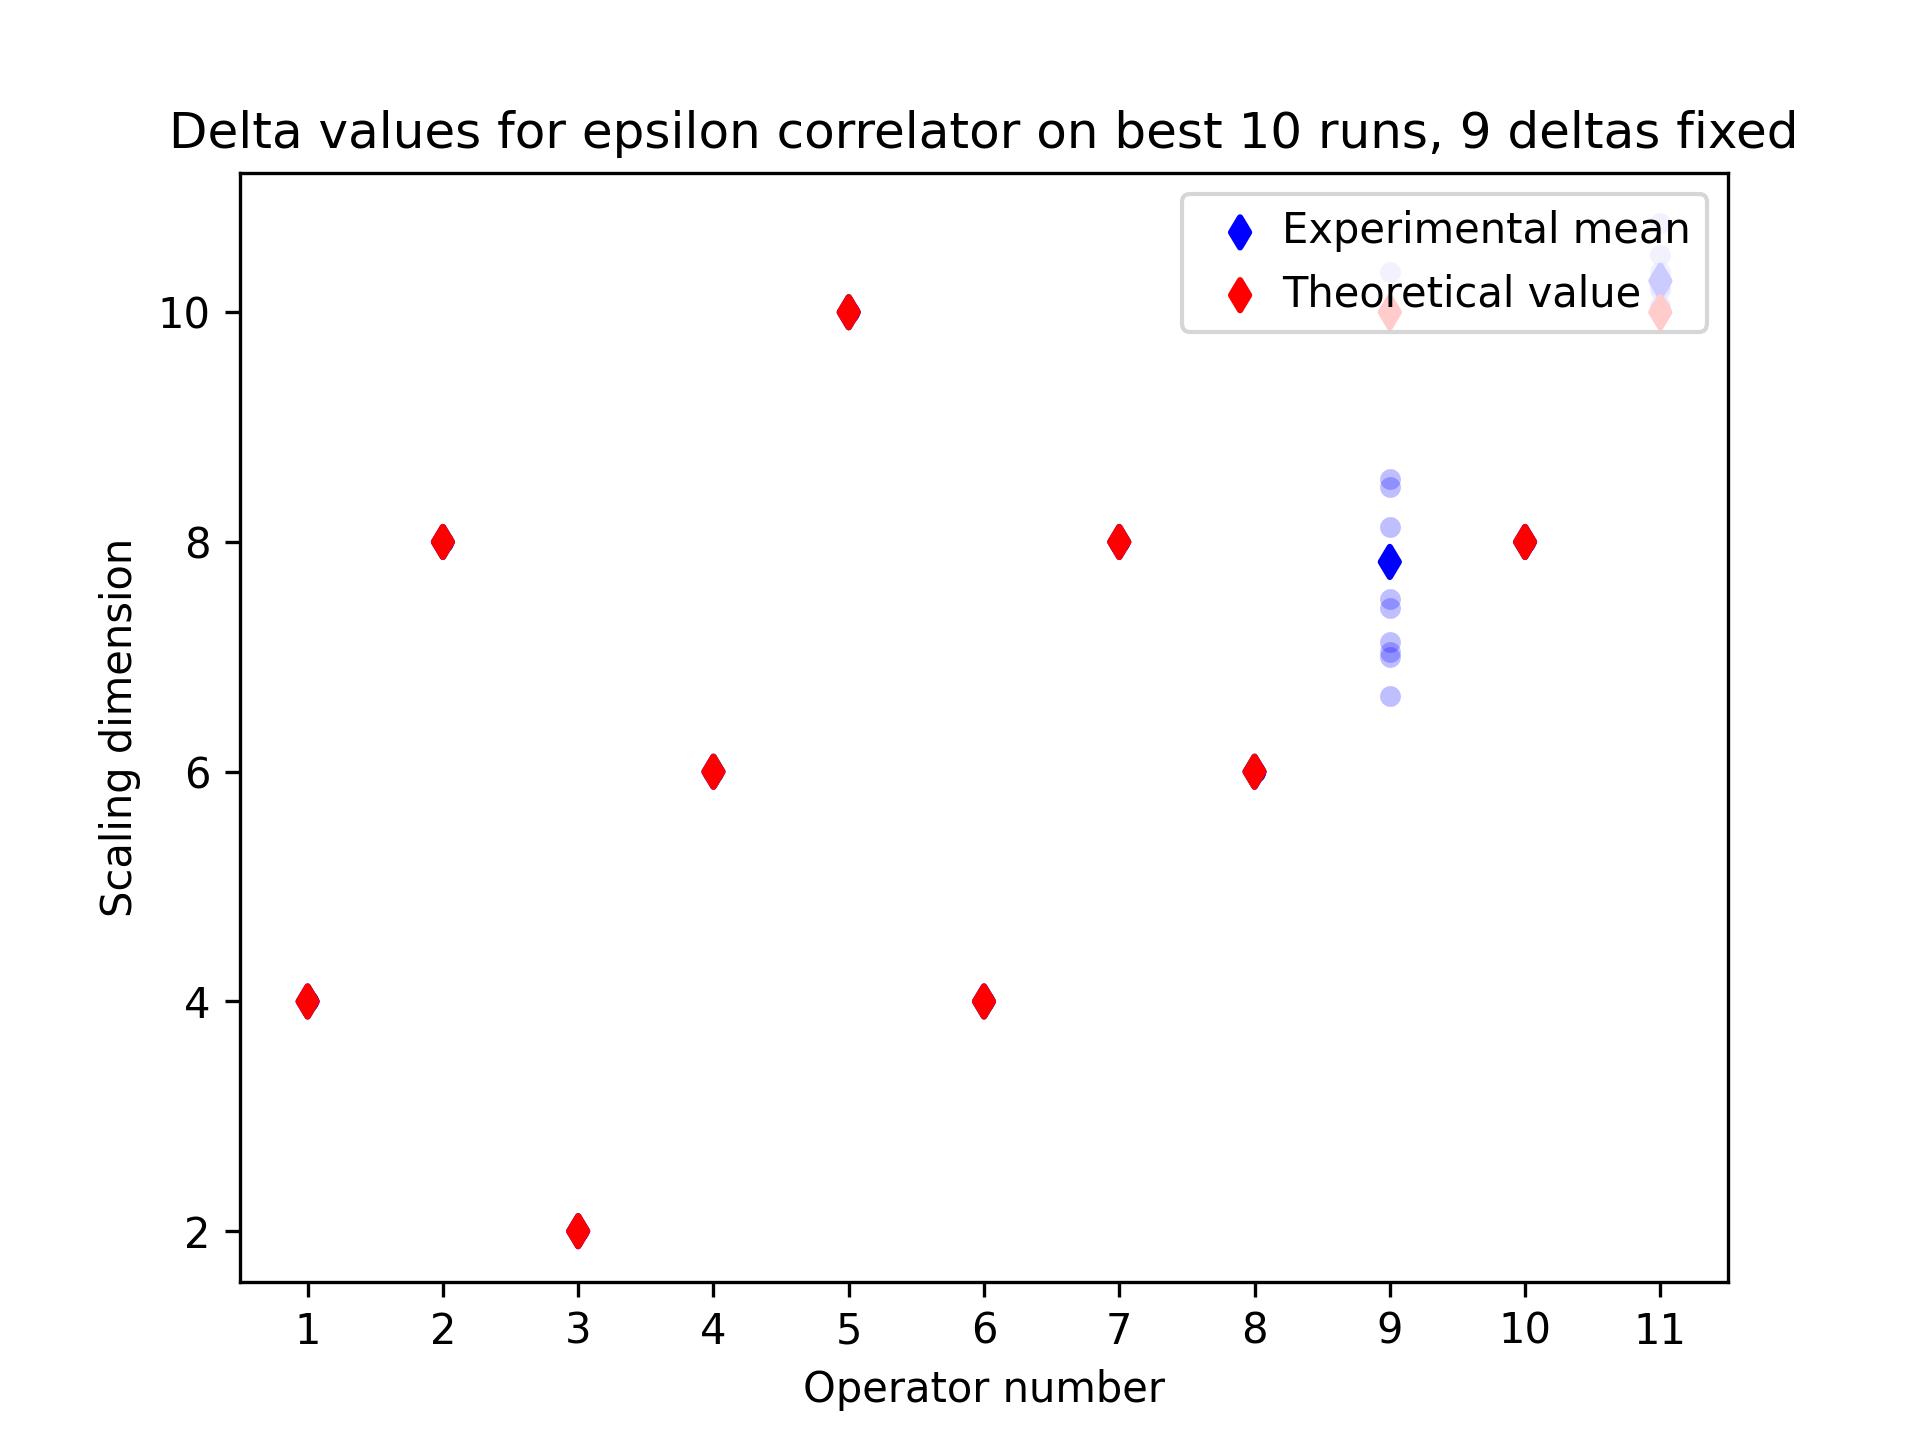 Delta values for epsilon correlator on best 10 runs, 9 deltas fixed
Experimental mean
Theoretical value
10
8
6
4
2
Scaling dimension
1 2 3 4 5 6 7 8 9 10 11
Operator number